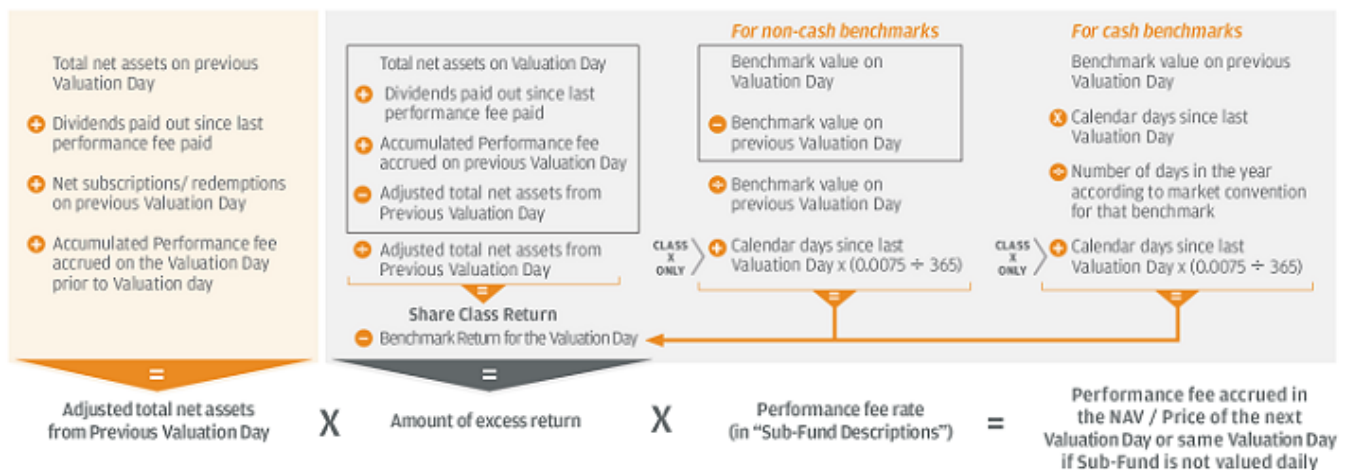 Total net assets on previous
Valuation Day
+ Dividends paid out since last
performance fee paid
+ Net subscriptions/ redemptions
on previous Valuation Day
+ Accumulated Performance fee
accrued on the Valuation Day
prior to Valuation day
=
Adjusted total net assets
from Previous Valuation Day
X
Total net assets on Valuation Day
+ Dividends paid out since last
performance fee paid
+ Accumulated Performance fee
accrued on previous Valuation Day
− Adjusted total net assets from
Previous Valuation Day
÷ Adjusted total net assets from
Previous Valuation Day
=
Share Class Return
− Benchmark Return for the Valuation Day
=
Amount of excess return
For non-cash benchmarks
Benchmark value on
Valuation Day
− Benchmark value on
previous Valuation Day
÷ Benchmark value on
previous Valuation Day
CLASS
X
ONLY
+ Calendar days since last
Valuation Day x (0.0075 ÷ 365)
=
For cash benchmarks
Benchmark value on previous
Valuation Day
x Calendar days since last
Valuation Day
÷ Number of days in the year
according to market convention
for that benchmark
CLASS
X
ONLY
+ Calendar days since last
Valuation Day x (0.0075 ÷ 365)
=
X
Performance fee rate
(in “Sub-Fund Descriptions”)
=
Performance fee accrued in
the NAV / Price of the next
Valuation Day or same Valuation Day
if Sub-Fund is not valued daily